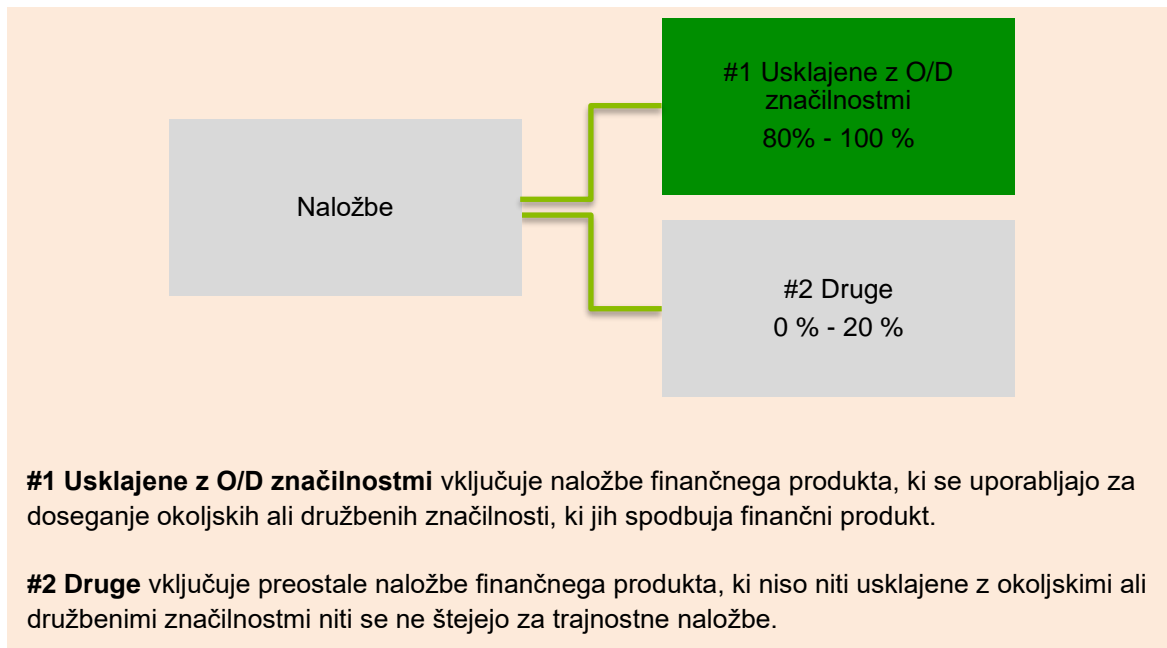 #1 Usklajene z O/D
značilnostmi
80% - 100 %
Naložbe
#2 Druge
0 % - 20 %
#1 Usklajene z O/D značilnostmi vključuje naložbe finančnega produkta, ki se uporabljajo za
doseganje okoljskih ali družbenih značilnosti, ki jih spodbuja finančni produkt.
#2 Druge vključuje preostale naložbe finančnega produkta, ki niso niti usklajene z okoljskimi ali
družbenimi značilnostmi niti se ne štejejo za trajnostne naložbe.